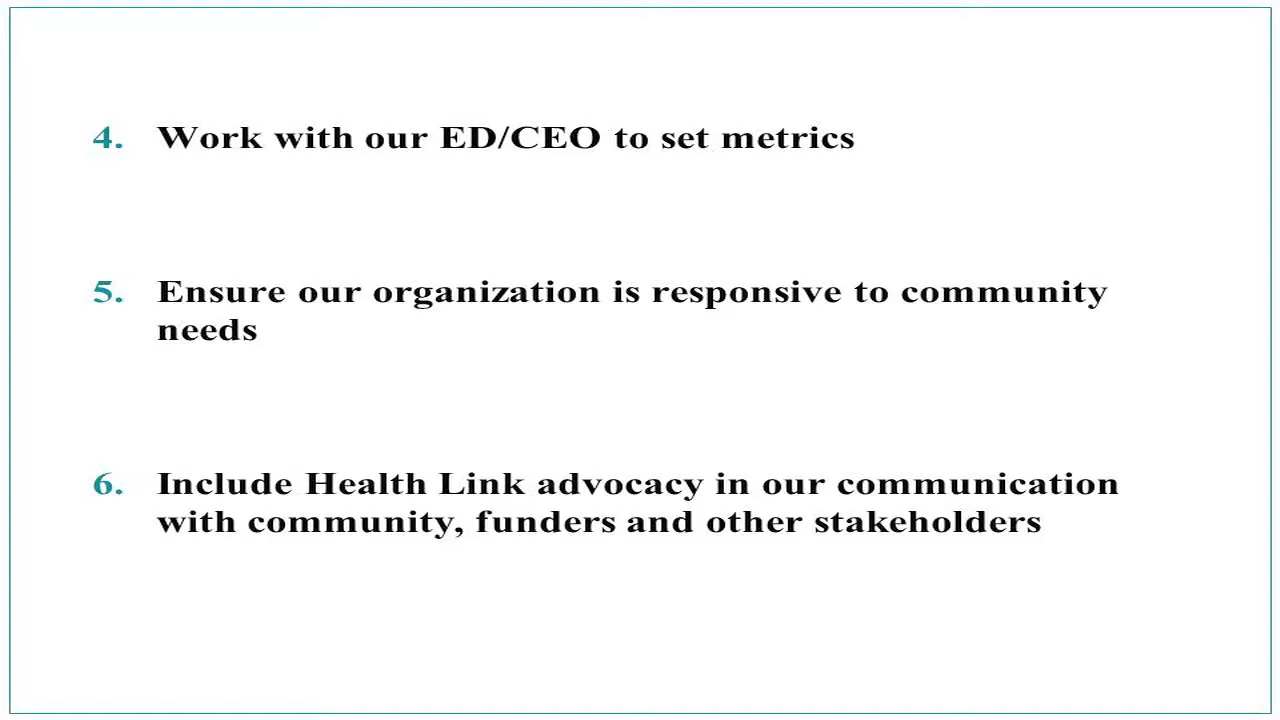 4. Work with our ED/CEO to set metrics
5. Ensure our organization is responsive to community
needs
6. Include Health Link advocacy in our communication
with community, funders and other stakeholders